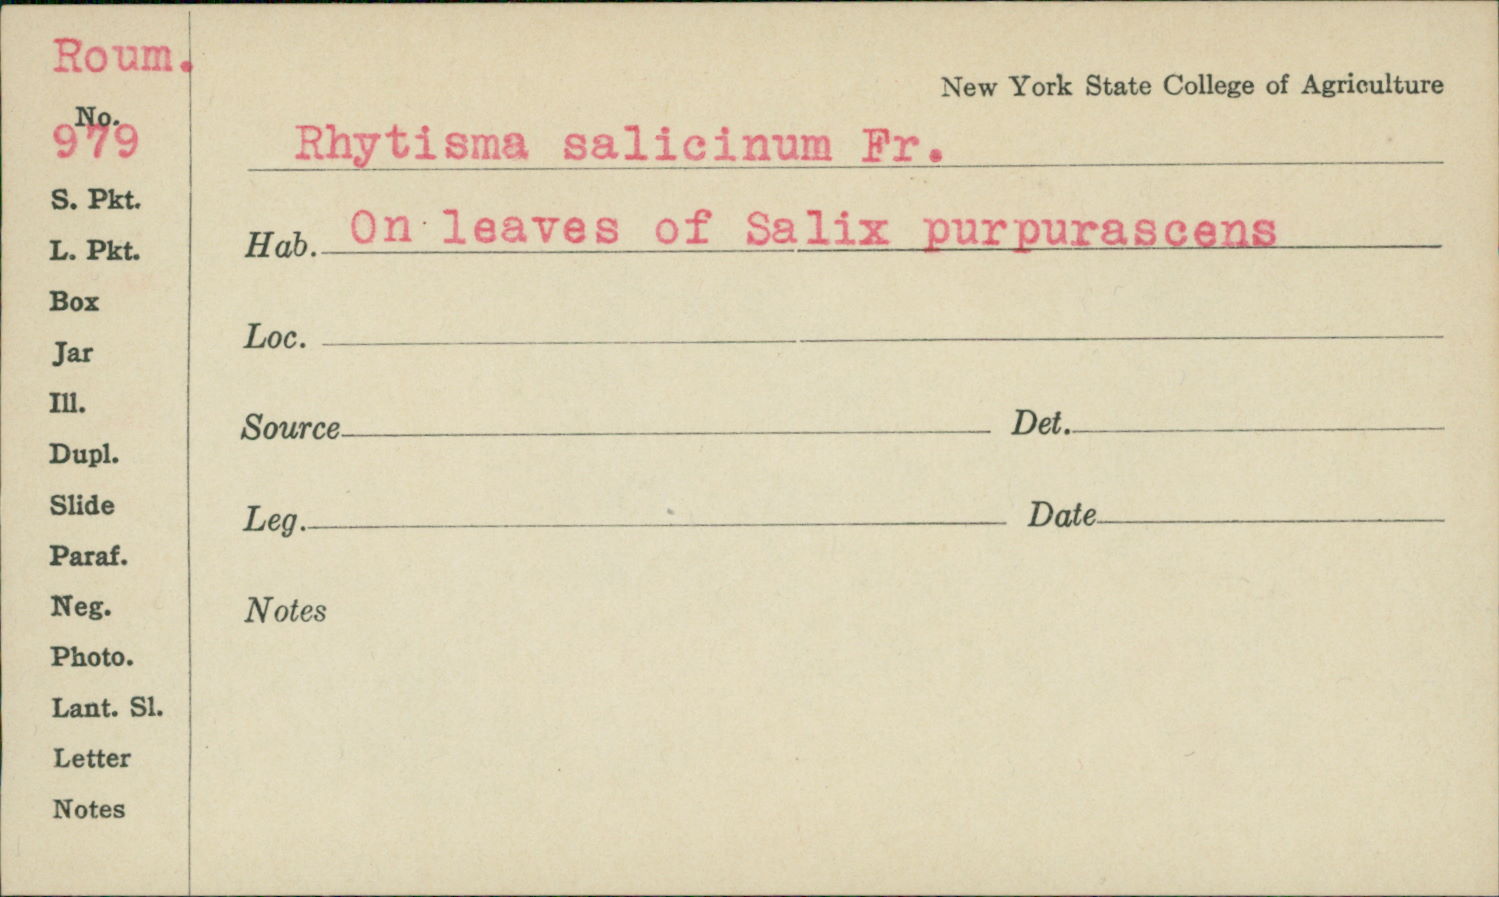 Roum.
New York State College of Agriculture
No.
979
Rhytisma salicinum Fr.
S. Pkt.
Hab. On leaves of Salix purpurascens
L. Pkt.
Box
Loc.
Jar
Ill.
Source Det.
Dupl.
Slide
Leg. Date
Paraf.
Neg.
Notes
Photo.
Lant. Sl.
Letter
Notes